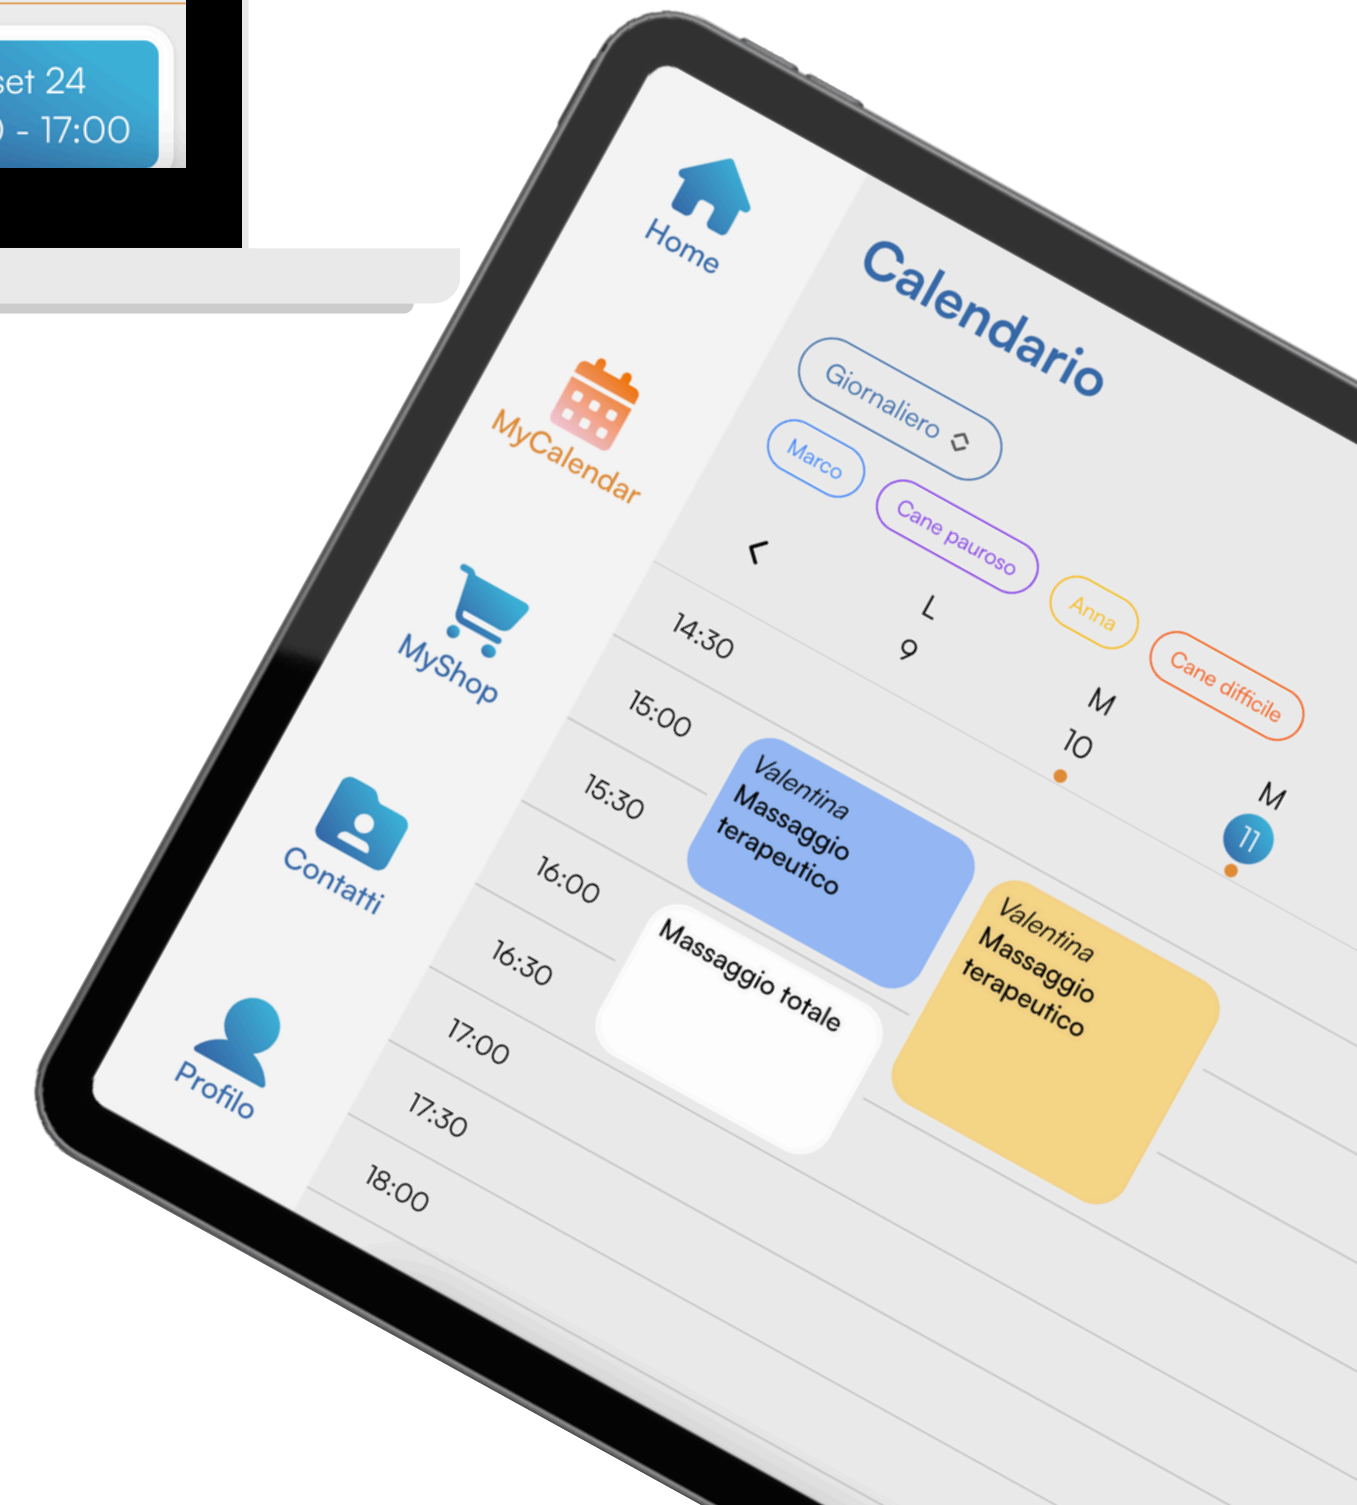 set 24
- 17:00
Home
MyCalendar
MyShop
Contatti
Profilo
Calendario
Giornaliero
Marco
Cane pauroso
Anna
Cane difficile
L
9
M
10
M
11
14:30
15:00
15:30
16:00
16:30
17:00
17:30
18:00
Valentina
Massaggio
terapeutico
Massaggio totale
Valentina
Massaggio
terapeutico